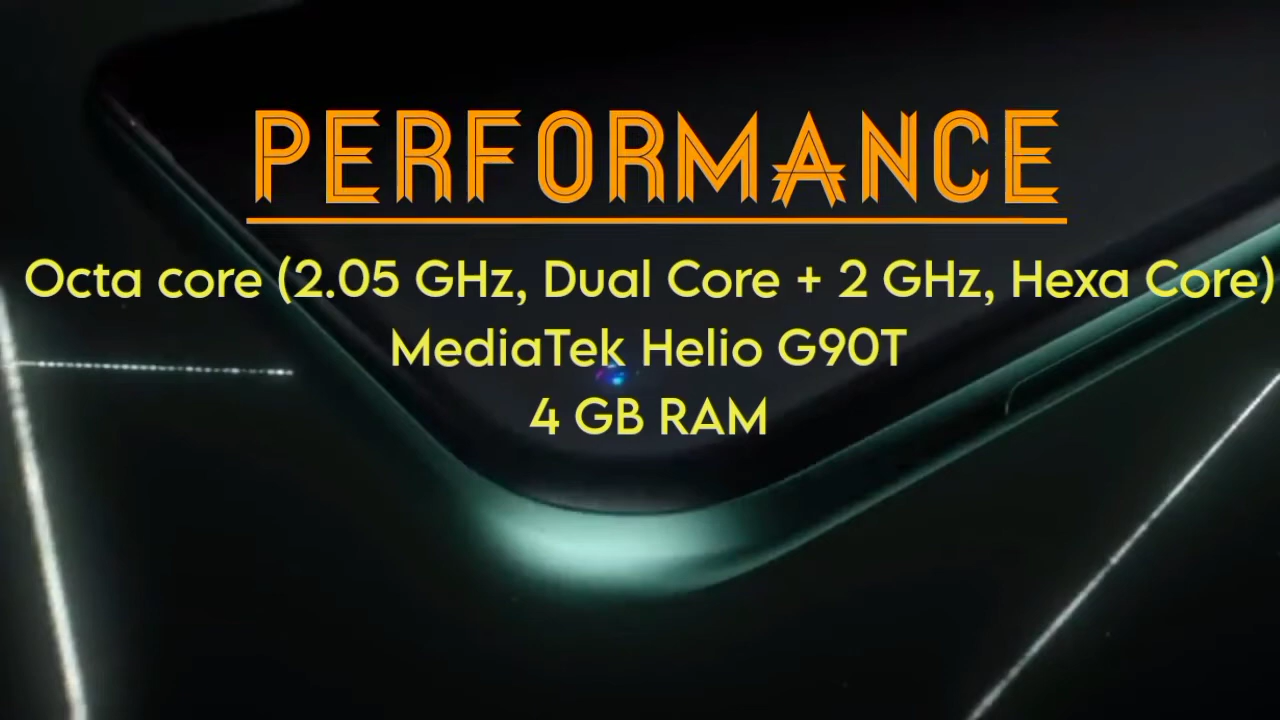 PERFORMANCE
Octa core (2.05 GHz, Dual Core + 2 GHz, Hexa Core)
MediaTek Helio G90T
4 GB RAM